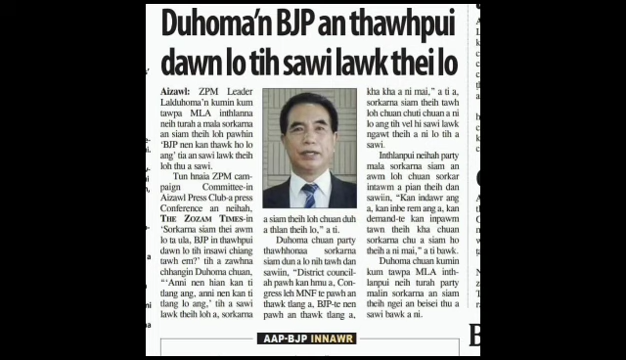 Duhoma'n BJP an thawhpui
dawn lo tih sawi lawk thei lo
Aizawl: ZPM Leader
Lalduhoma'n kumin kum
tawpa MLA inthlanna
neih turah a mala sorkarna
an siam theih loh pawhin
'BJP nen kan thawk ho lo
ang' tia an sawi lawk theih
loh thu a sawi.
Tun hnaia ZPM cam-
paign Committee-in
Aizawl Press Club-a press
Conference an neihah,
THE ZOZAM TIMES-in
'Sorkarna siam thei awm
lo ta ula, BJP in thawhpui
dawn lo tih insawi chiang
tawh em?' tih a zawhna
chhangin Duhoma chuan,
"'Anni nen hian kan ti
tlang ang, anni nen kan ti
tlang lo ang,' tih a sawi
lawk theih loh a, sorkarna
a siam theih loh chuan duh
a thlan theih lo," a ti.
Duhoma chuan party
thawhhonaa sorkarna
siam dun a lo nih tawh dan
sawiin, "District council-
ah pawh kan hmu a, Con-
gress leh MNF te pawh an
thawk tlang a, BJP-te nen
pawh an thawk tlang a,
kha kha a ni mai," a ti a,
sorkarna siam theih tawh
loh chuan chuti chuan a ni
lo ang tih vel hi sawi lawk
ngawt theih a ni lo tih a
sawi.
Inthlanpui neihah party
mala sorkarna siam an
awm loh chuan sorkar
intawm a pian theih dan
sawiin, "Kan indawr ang
a, kan inbe rem ang a, kan
demand-te kan inpawm
tawn theih kha chuan
sorkarna chu a siam ho
theih a ni mai," a ti bawk.
Duhoma chuan kumin
kum tawpa MLA inth-
lanpui neih turah party
malin sorkarna an siam
theih ngei an beisei thu a
sawi bawk a ni.
AAP-BJP INNAWR